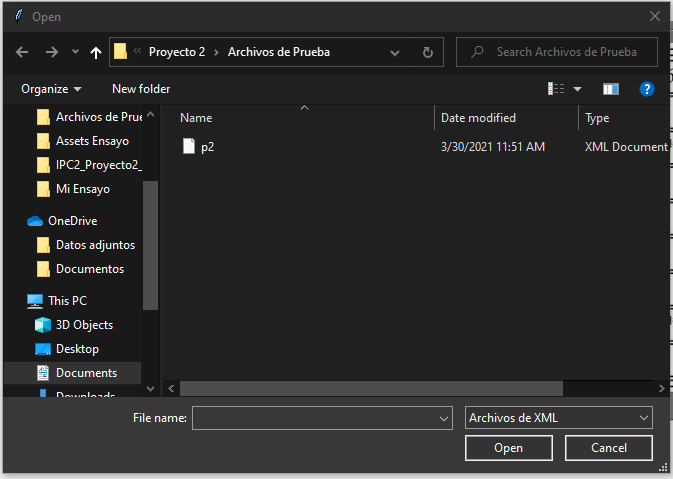 Open
Proyecto 2 > Archivos de Prueba
Search Archivos de Prueba
Organize
New folder
Name
Date modified
Type
p2
3/30/2021 11:51 AM
XML Document
Archivos de Prue
Assets Ensayo
IPC2_Proyecto2_
Mi Ensayo
OneDrive
Datos adjuntos
Documentos
This PC
3D Objects
Desktop
Documents
Downloads
File name:
Archivos de XML
Open
Cancel